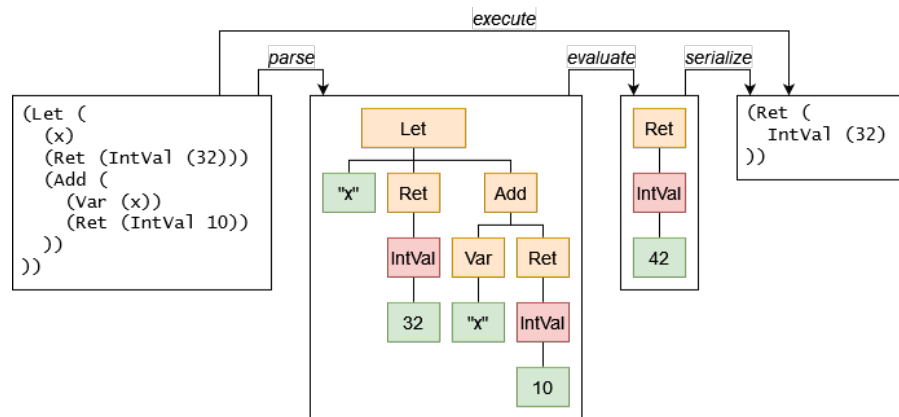 execute
parse
evaluate
serialize
(Let (
(x)
(Ret (IntVal (32)))
(Add (
(Var (x))
(Ret (IntVal 10))
))
))
Let
"x"
Ret
Add
IntVal
Var
Ret
32
"x"
IntVal
10
Ret
IntVal
42
(Ret (
IntVal (32)
))